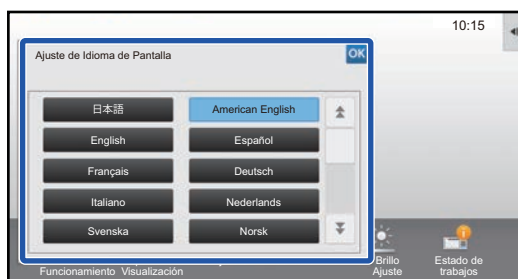 10:15
Ajuste de Idioma de Pantalla
OK
日本語
American English
English
Español
Français
Deutsch
Italiano
Nederlands
Svenska
Norsk
Funcionamiento Visualización
Brillo
Ajuste
Estado de
trabajos